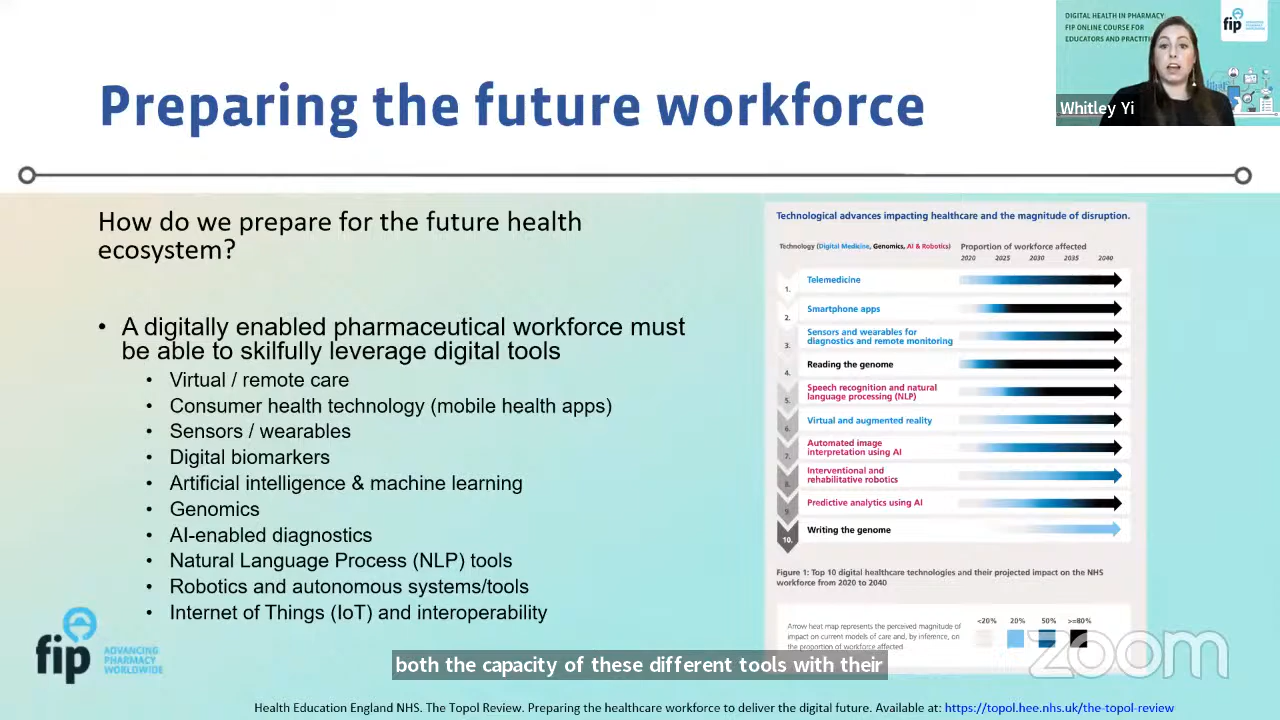 DIGITAL HEALTH IN PHARMACY:
FIP ONLINE COURSE FOR
EDUCATORS AND
fip
ADVANCING
PHARMACY
WORLDWIDE
Whitley Yi
Preparing the future workforce
How do we prepare for the future health
ecosystem?
• A digitally enabled pharmaceutical workforce must
be able to skilfully leverage digital tools
• Virtual / remote care
• Consumer health technology (mobile health apps)
• Sensors / wearables
• Digital biomarkers
• Artificial intelligence & machine learning
• Genomics
• AI-enabled diagnostics
• Natural Language Process (NLP) tools
• Robotics and autonomous systems/tools
• Internet of Things (IoT) and interoperability
Technological advances impacting healthcare and the magnitude of disruption.
Technology (Digital Medicine, Genomics, AI & Robotics) Proportion of workforce affected
2020 2025 2030 2035 2040
1. Telemedicine
2. Smartphone apps
3. Sensors and wearables for
diagnostics and remote monitoring
4. Reading the genome
5. Speech recognition and natural
language processing (NLP)
6. Virtual and augmented reality
7. Automated image
interpretation using AI
8. Interventional and
rehabilitative robotics
9. Predictive analytics using AI
10. Writing the genome
Figure 1: Top 10 digital healthcare technologies and their projected impact on the NHS
workforce from 2020 to 2040
Arrow heat map represents the perceived magnitude of
impact on current models of care and, by inference, on
the proportion of workforce affected
<20% 20% 50% >=80%
zoom
fip
ADVANCING
PHARMACY
WORLDWIDE
both the capacity of these different tools with their
Health Education England NHS. The Topol Review. Preparing the healthcare workforce to deliver the digital future. Available at: https://topol.hee.nhs.uk/the-topol-review